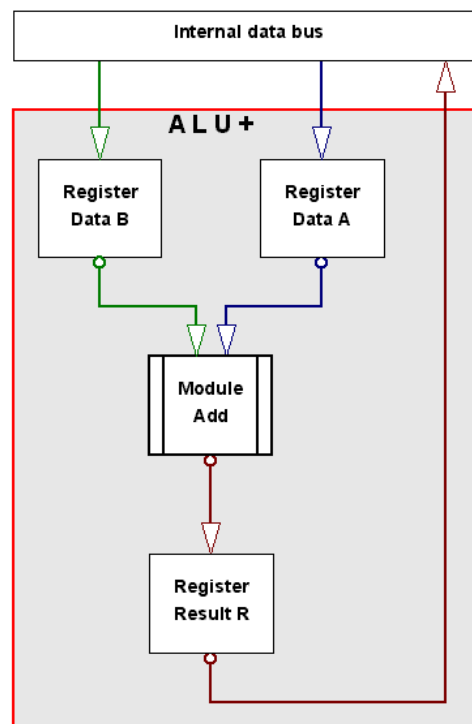 Internal data bus
A L U +
Register
Data B
Register
Data A
Module
Add
Register
Result R